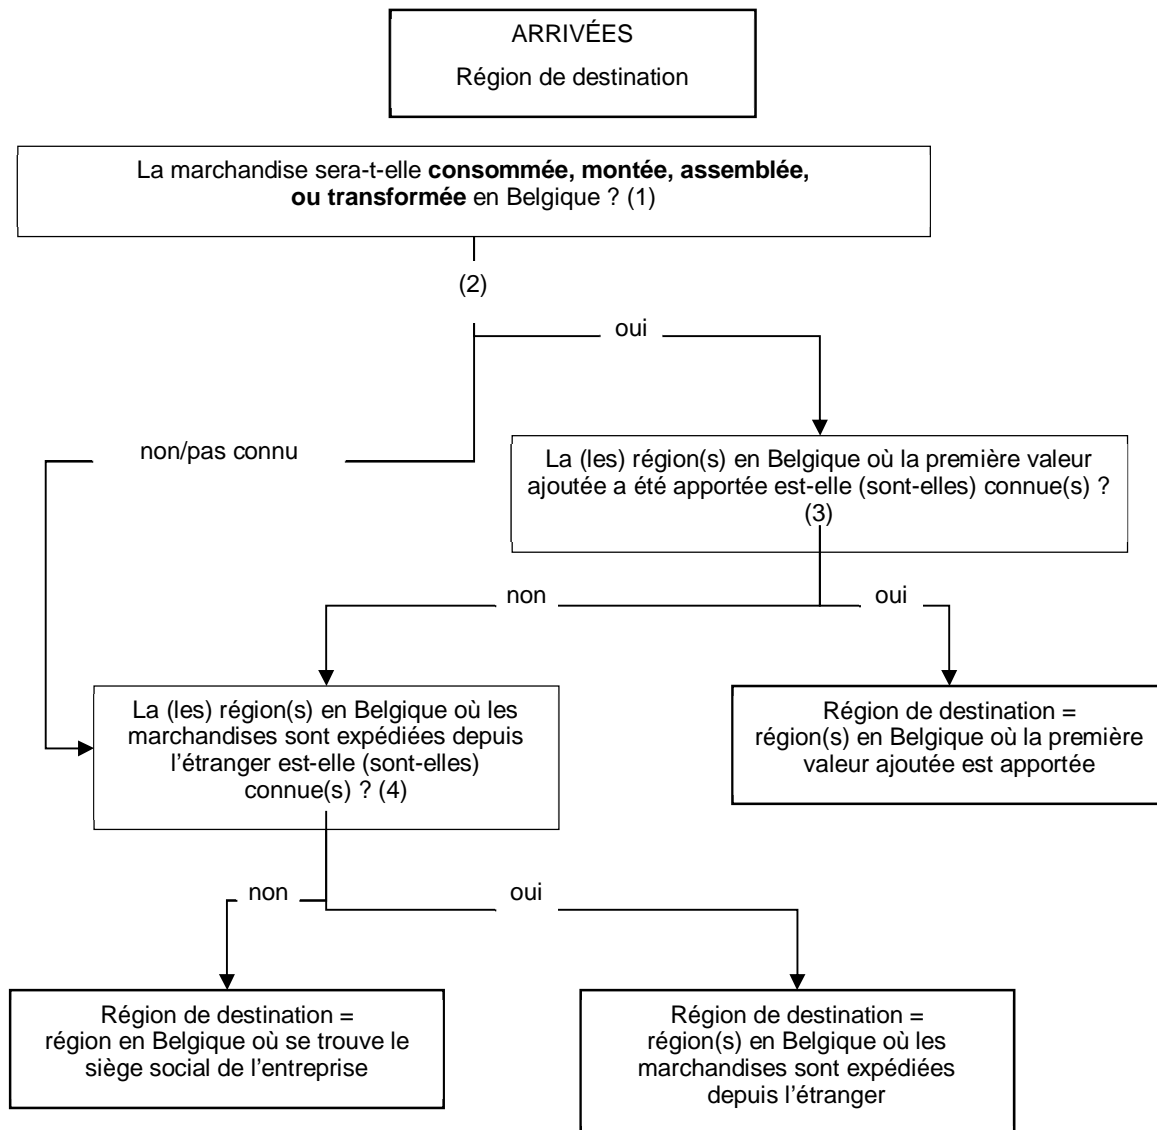 ARRIVÉES
Région de destination
La marchandise sera-t-elle consommée, montée, assemblée,
ou transformée en Belgique ? (1)
(2)
oui
non/pas connu
La (les) région(s) en Belgique où la première valeur
ajoutée a été apportée est-elle (sont-elles) connue(s) ?
(3)
non
oui
La (les) région(s) en Belgique où les
marchandises sont expédiées depuis
l’étranger est-elle (sont-elles)
connue(s) ? (4)
Région de destination =
région(s) en Belgique où la première
valeur ajoutée est apportée
non
oui
Région de destination =
région en Belgique où se trouve le
siège social de l’entreprise
Région de destination =
région(s) en Belgique où les
marchandises sont expédiées
depuis l’étranger